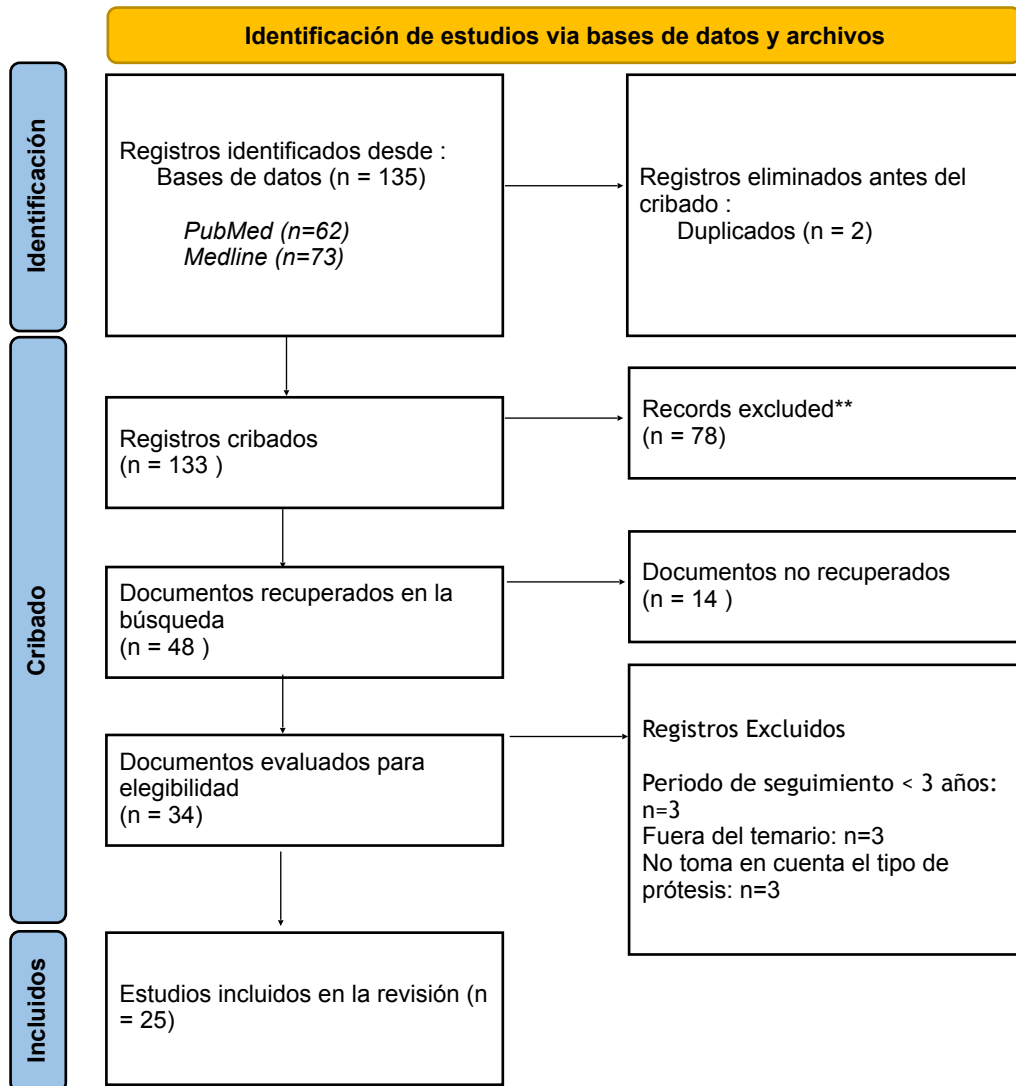 Identificación de estudios via bases de datos y archivos
Identificación
Registros identificados desde :
Bases de datos (n = 135)
PubMed (n=62)
Medline (n=73)
Registros eliminados antes del
cribado :
Duplicados (n = 2)
Cribado
Registros cribados
(n = 133 )
Records excluded**
(n = 78)
Documentos recuperados en la
búsqueda
(n = 48 )
Documentos no recuperados
(n = 14 )
Documentos evaluados para
elegibilidad
(n = 34)
Registros Excluidos
Periodo de seguimiento < 3 años:
n=3
Fuera del temario: n=3
No toma en cuenta el tipo de
prótesis: n=3
Incluidos
Estudios incluidos en la revisión (n
= 25)